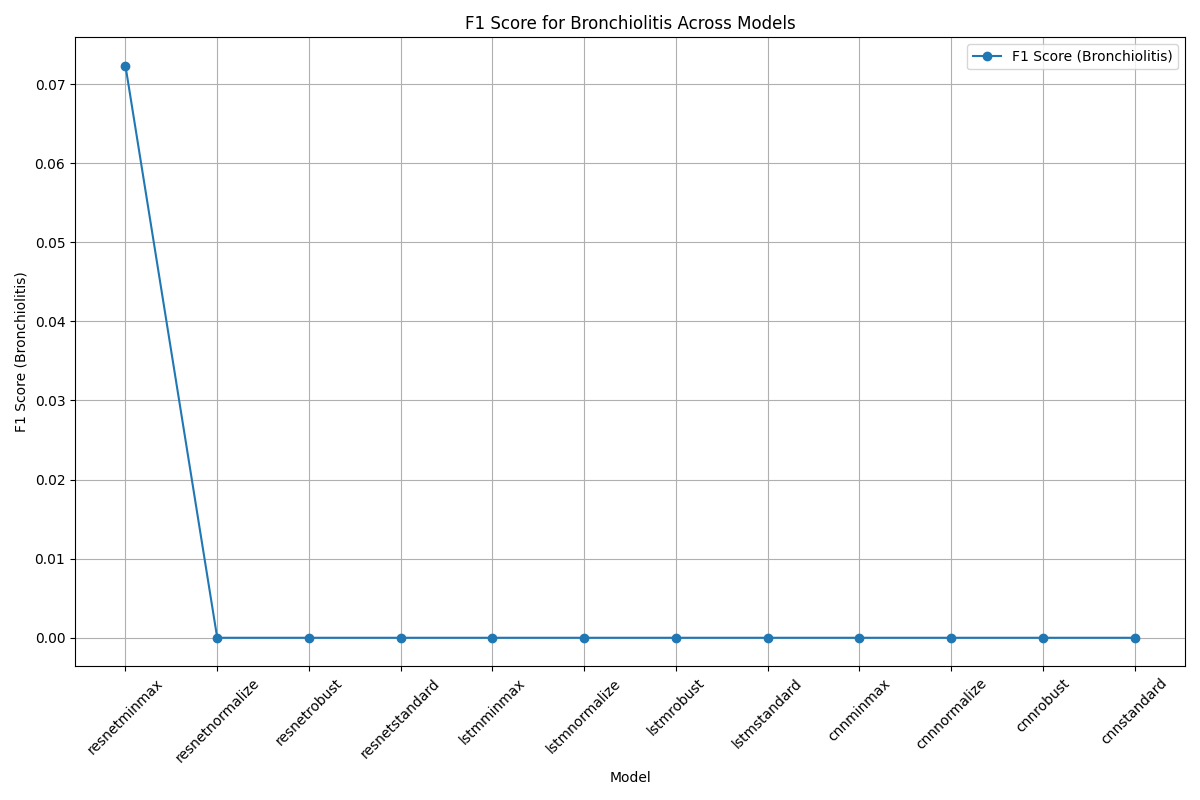 F1 Score for Bronchiolitis Across Models
F1 Score (Bronchiolitis)
F1 Score (Bronchiolitis)
0.07
0.06
0.05
0.04
0.03
0.02
0.01
0.00
resnetminmax
resnetnormalize
resnetrobust
resnetstandard
lstmminmax
lstmnormalize
lstmrobust
lstmstandard
cnnminmax
cnnnormalize
cnnrobust
cnnstandard
Model